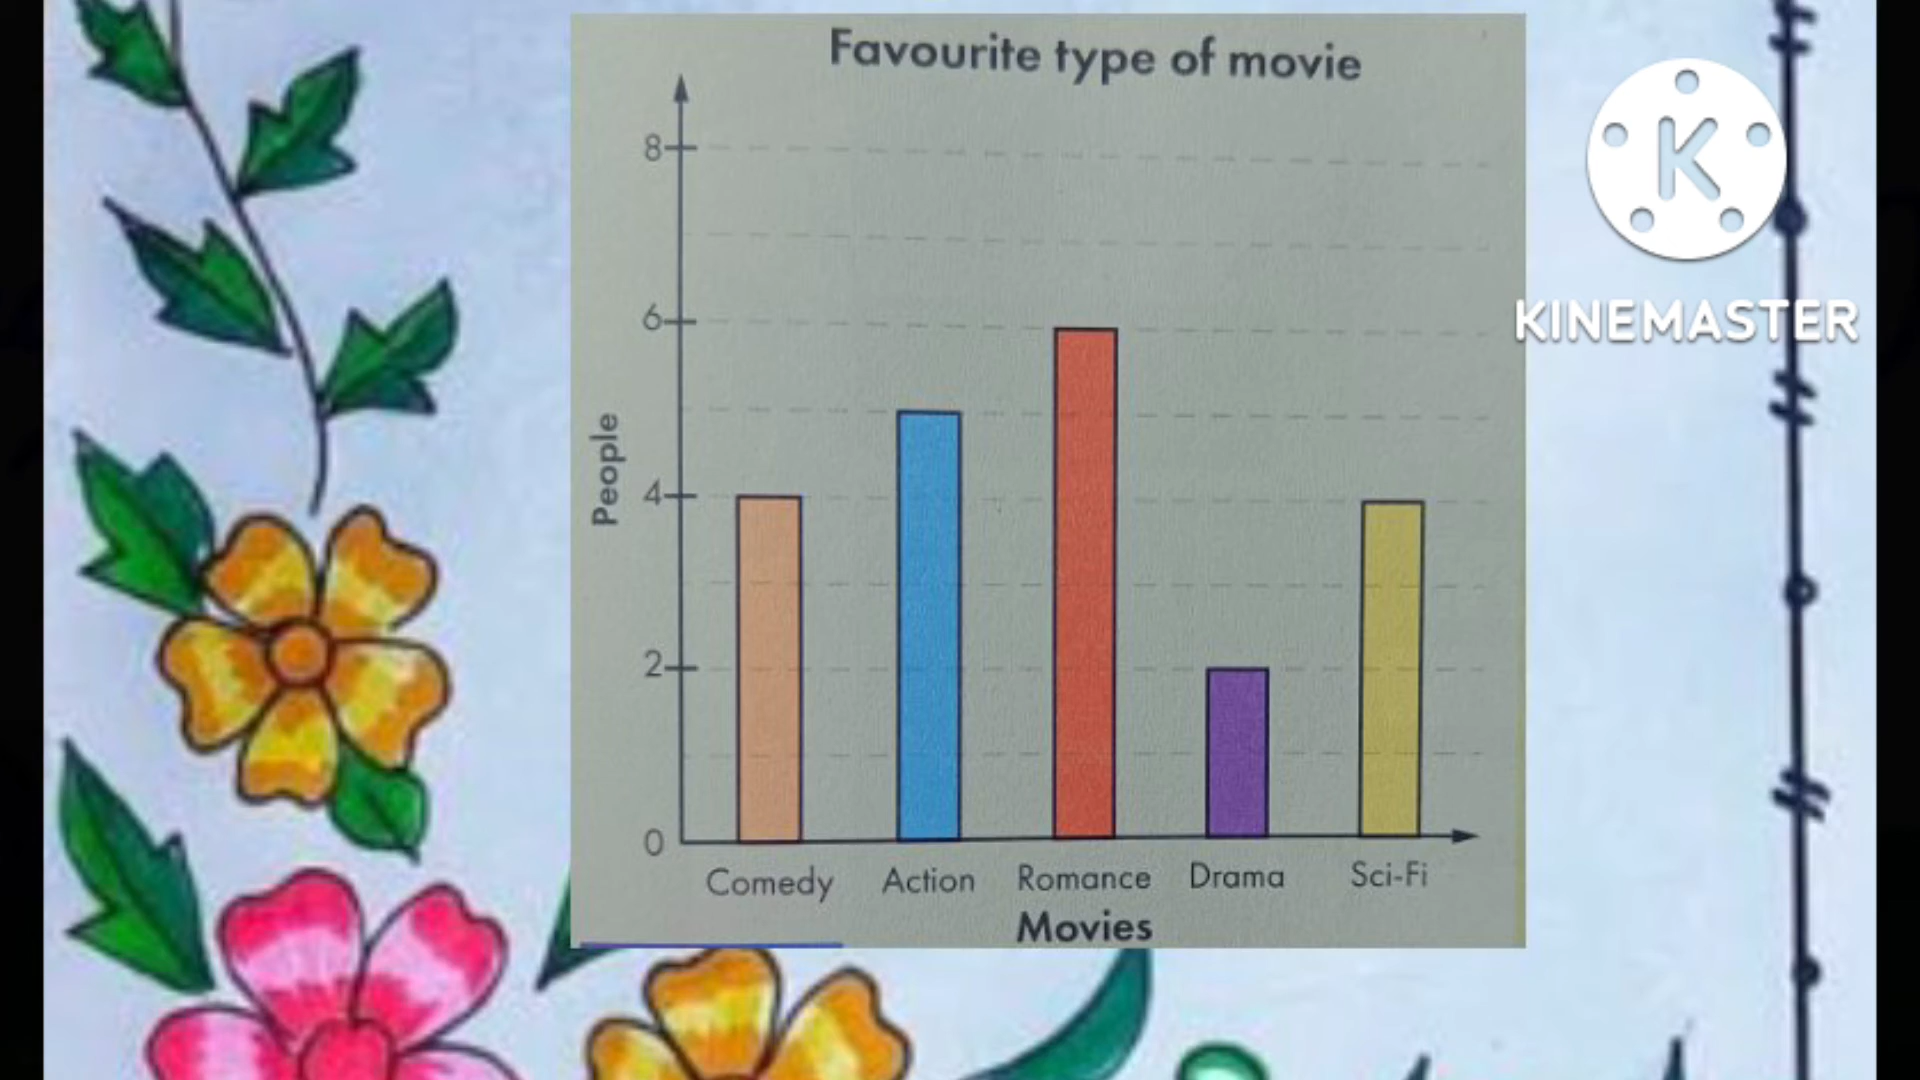 Favourite type of movie
8
6
4
2
0
People
Comedy Action Romance Drama Sci-Fi
Movies
K
KINEMASTER